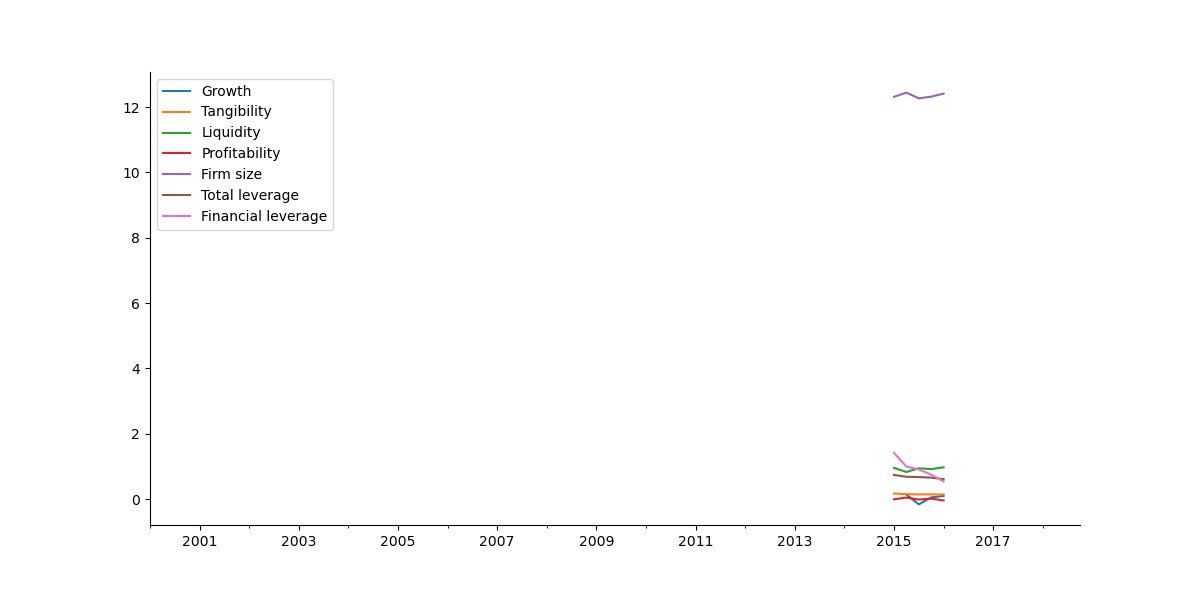 Growth
Tangibility
Liquidity
Profitability
Firm size
Total leverage
Financial leverage
12
10
8
6
4
2
0
2001 2003 2005 2007 2009 2011 2013 2015 2017